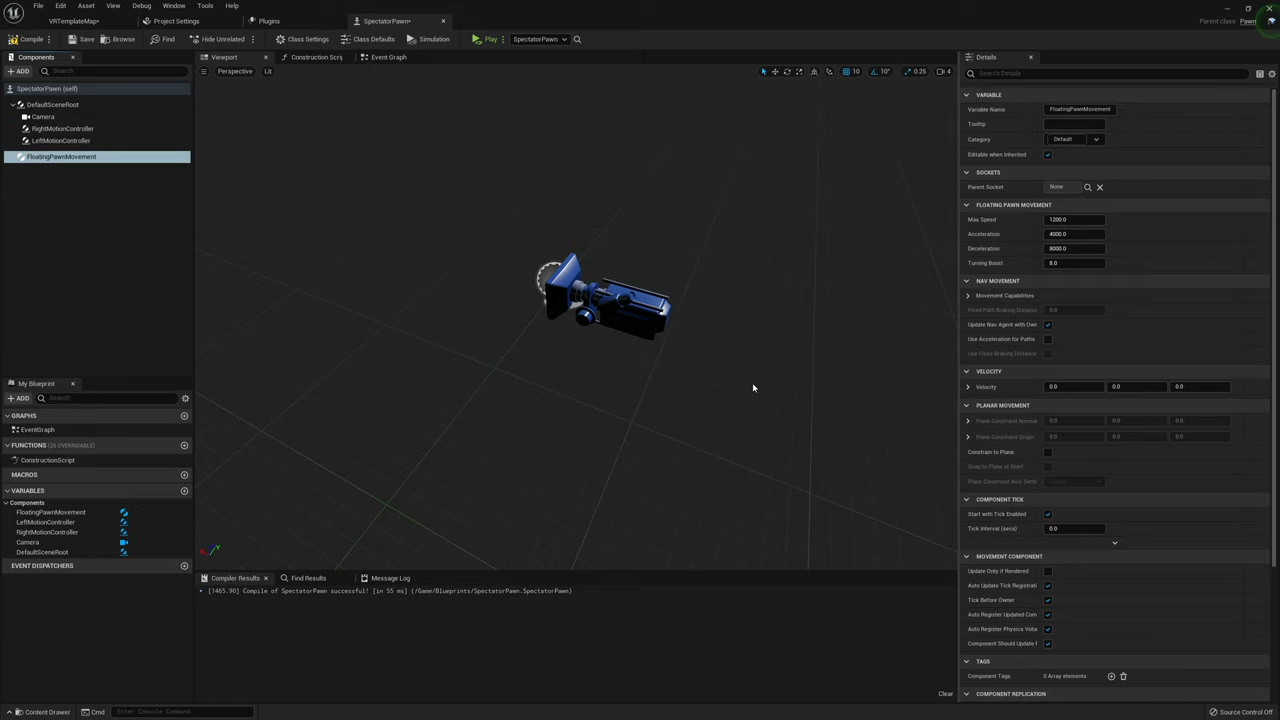 File Edit Asset View Debug Window Tools Help
VRTemplateMap• Project Settings Plugins SpectatorPawn•
Parent class: Pawn
Compile Save Browse Find Hide Unrelated Class Settings Class Defaults Simulation Play SpectatorPawn
Components
ADD Search
SpectatorPawn (self)
DefaultSceneRoot
Camera
RightMotionController
LeftMotionController
FloatingPawnMovement
My Blueprint
ADD Search
GRAPHS
EventGraph
FUNCTIONS (25 OVERRIDABLE)
ConstructionScript
MACROS
VARIABLES
Components
FloatingPawnMovement
LeftMotionController
RightMotionController
Camera
DefaultSceneRoot
EVENT DISPATCHERS
Viewport Construction Scrip Event Graph
Perspective Lit 10 10° 0.25 4
Compiler Results Find Results Message Log
[1465.90] Compile of SpectatorPawn successful! [in 55 ms] (/Game/Blueprints/SpectatorPawn.SpectatorPawn)
Clear
Details
Search Details
VARIABLE
Variable Name FloatingPawnMovement
Tooltip
Category Default
Editable when Inherited
SOCKETS
Parent Socket None
FLOATING PAWN MOVEMENT
Max Speed 1200.0
Acceleration 4000.0
Deceleration 8000.0
Turning Boost 8.0
NAV MOVEMENT
Movement Capabilities
Fixed Path Braking Distanc 0.0
Update Nav Agent with Own
Use Acceleration for Paths
Use Fixed Braking Distance
VELOCITY
Velocity 0.0 0.0 0.0
PLANAR MOVEMENT
Plane Constraint Normal 0.0 0.0 0.0
Plane Constraint Origin 0.0 0.0 0.0
Constrain to Plane
Snap to Plane at Start
Plane Constraint Axis Setti
COMPONENT TICK
Start with Tick Enabled
Tick Interval (secs) 0.0
MOVEMENT COMPONENT
Update Only if Rendered
Auto Update Tick Registrati
Tick Before Owner
Auto Register Updated Com
Auto Register Physics Volu
Component Should Update I
TAGS
Component Tags 0 Array elements
COMPONENT REPLICATION
Content Drawer Cmd Enter Console Command Source Control Off